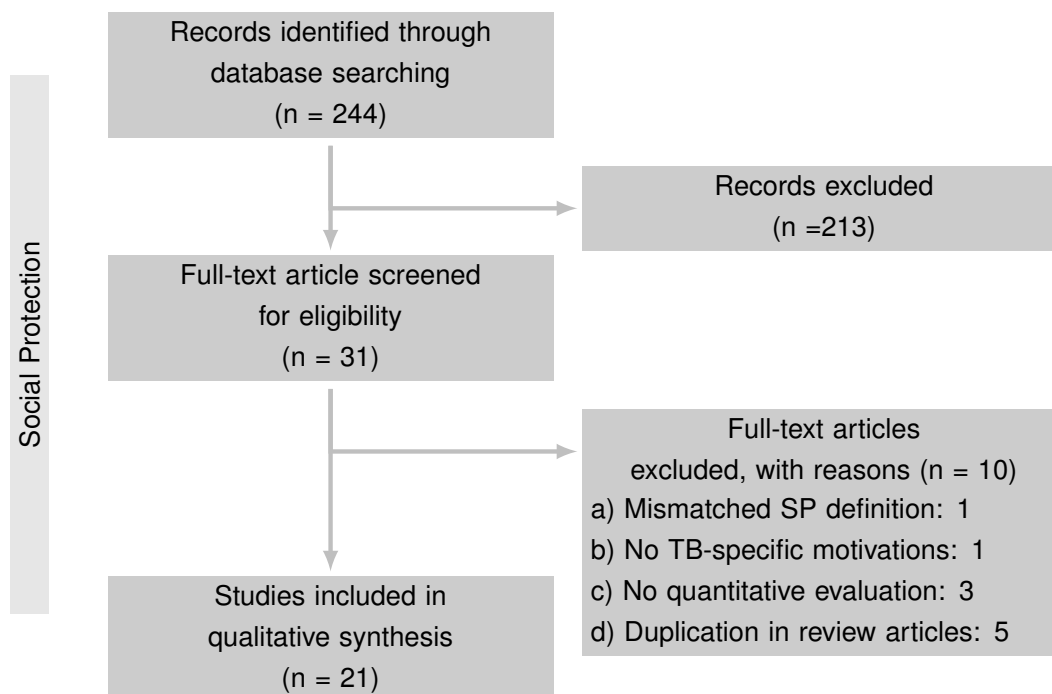 Social Protection
Records identified through
database searching
(n = 244)
Records excluded
(n =213)
Full-text article screened
for eligibility
(n = 31)
Full-text articles
excluded, with reasons (n = 10)
a) Mismatched SP definition: 1
b) No TB-specific motivations: 1
c) No quantitative evaluation: 3
d) Duplication in review articles: 5
Studies included in
qualitative synthesis
(n = 21)